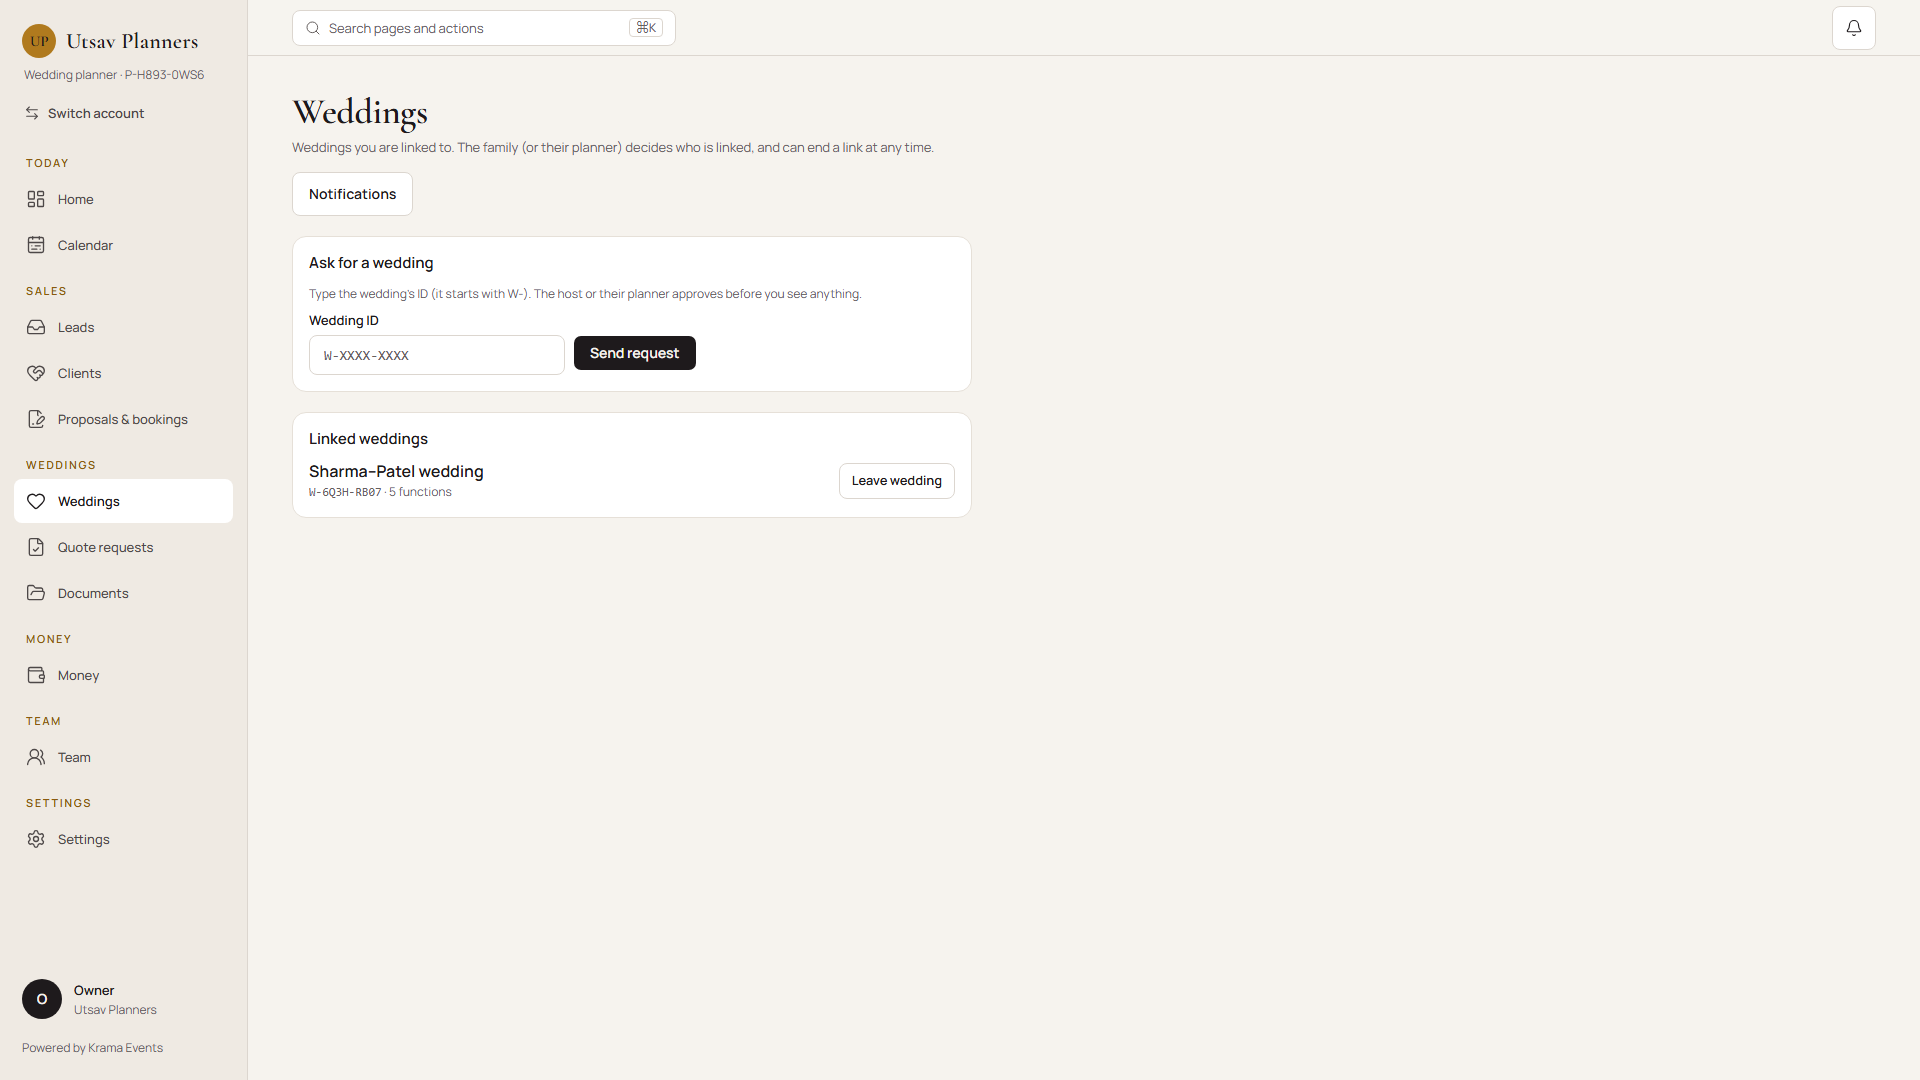 UP Utsav Planners
Wedding planner · P-H893-0WS6
Switch account
TODAY
Home
Calendar
SALES
Leads
Clients
Proposals & bookings
WEDDINGS
Weddings
Quote requests
Documents
MONEY
Money
TEAM
Team
SETTINGS
Settings
O
Owner
Utsav Planners
Powered by Krama Events
Search pages and actions ⌘K
Weddings
Weddings you are linked to. The family (or their planner) decides who is linked, and can end a link at any time.
Notifications
Ask for a wedding
Type the wedding's ID (it starts with W-). The host or their planner approves before you see anything.
Wedding ID
W-XXXX-XXXX
Send request
Linked weddings
Sharma–Patel wedding
W-6Q3H-RB07 · 5 functions
Leave wedding